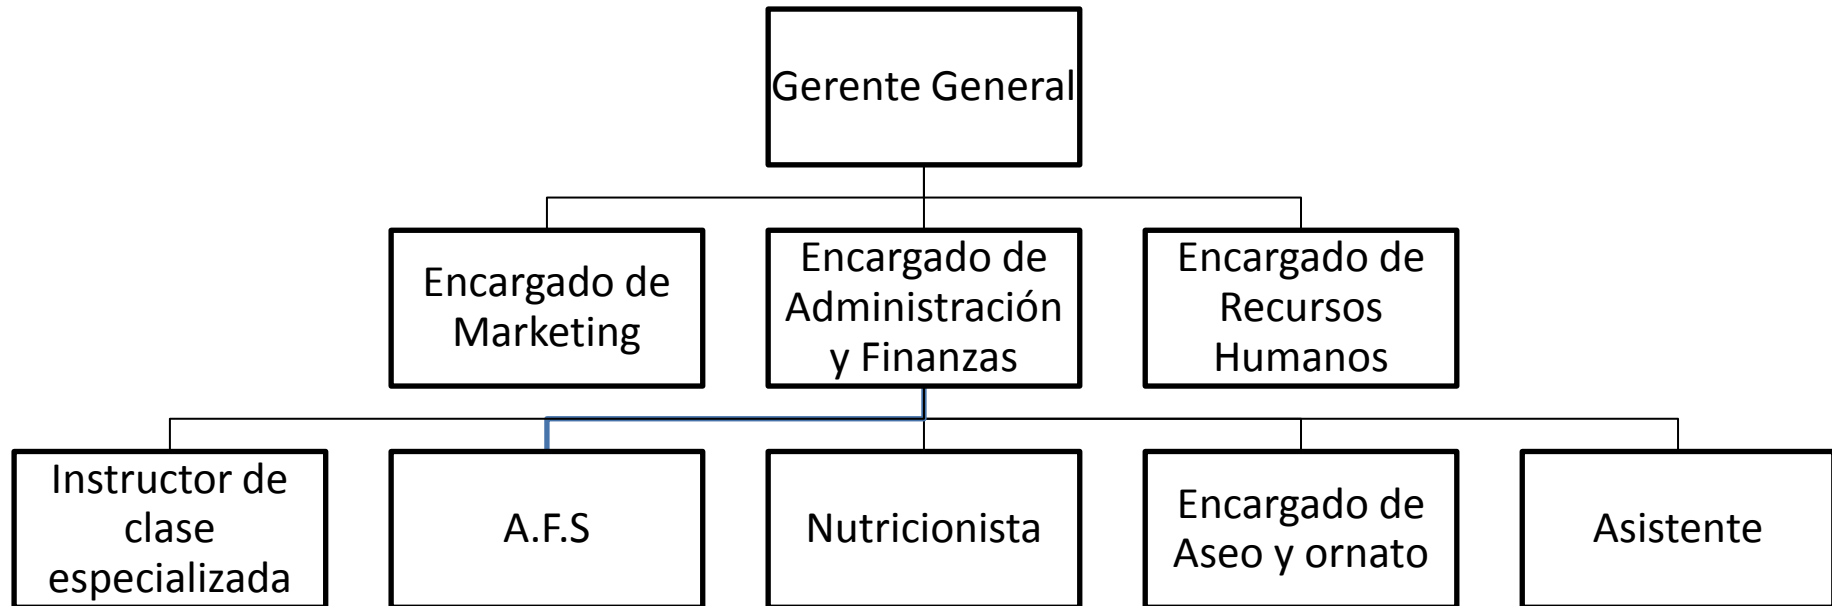 Gerente General
Encargado de
Marketing
Encargado de
Administración
y Finanzas
Encargado de
Recursos
Humanos
Instructor de
clase
especializada
A.F.S
Nutricionista
Encargado de
Aseo y ornato
Asistente